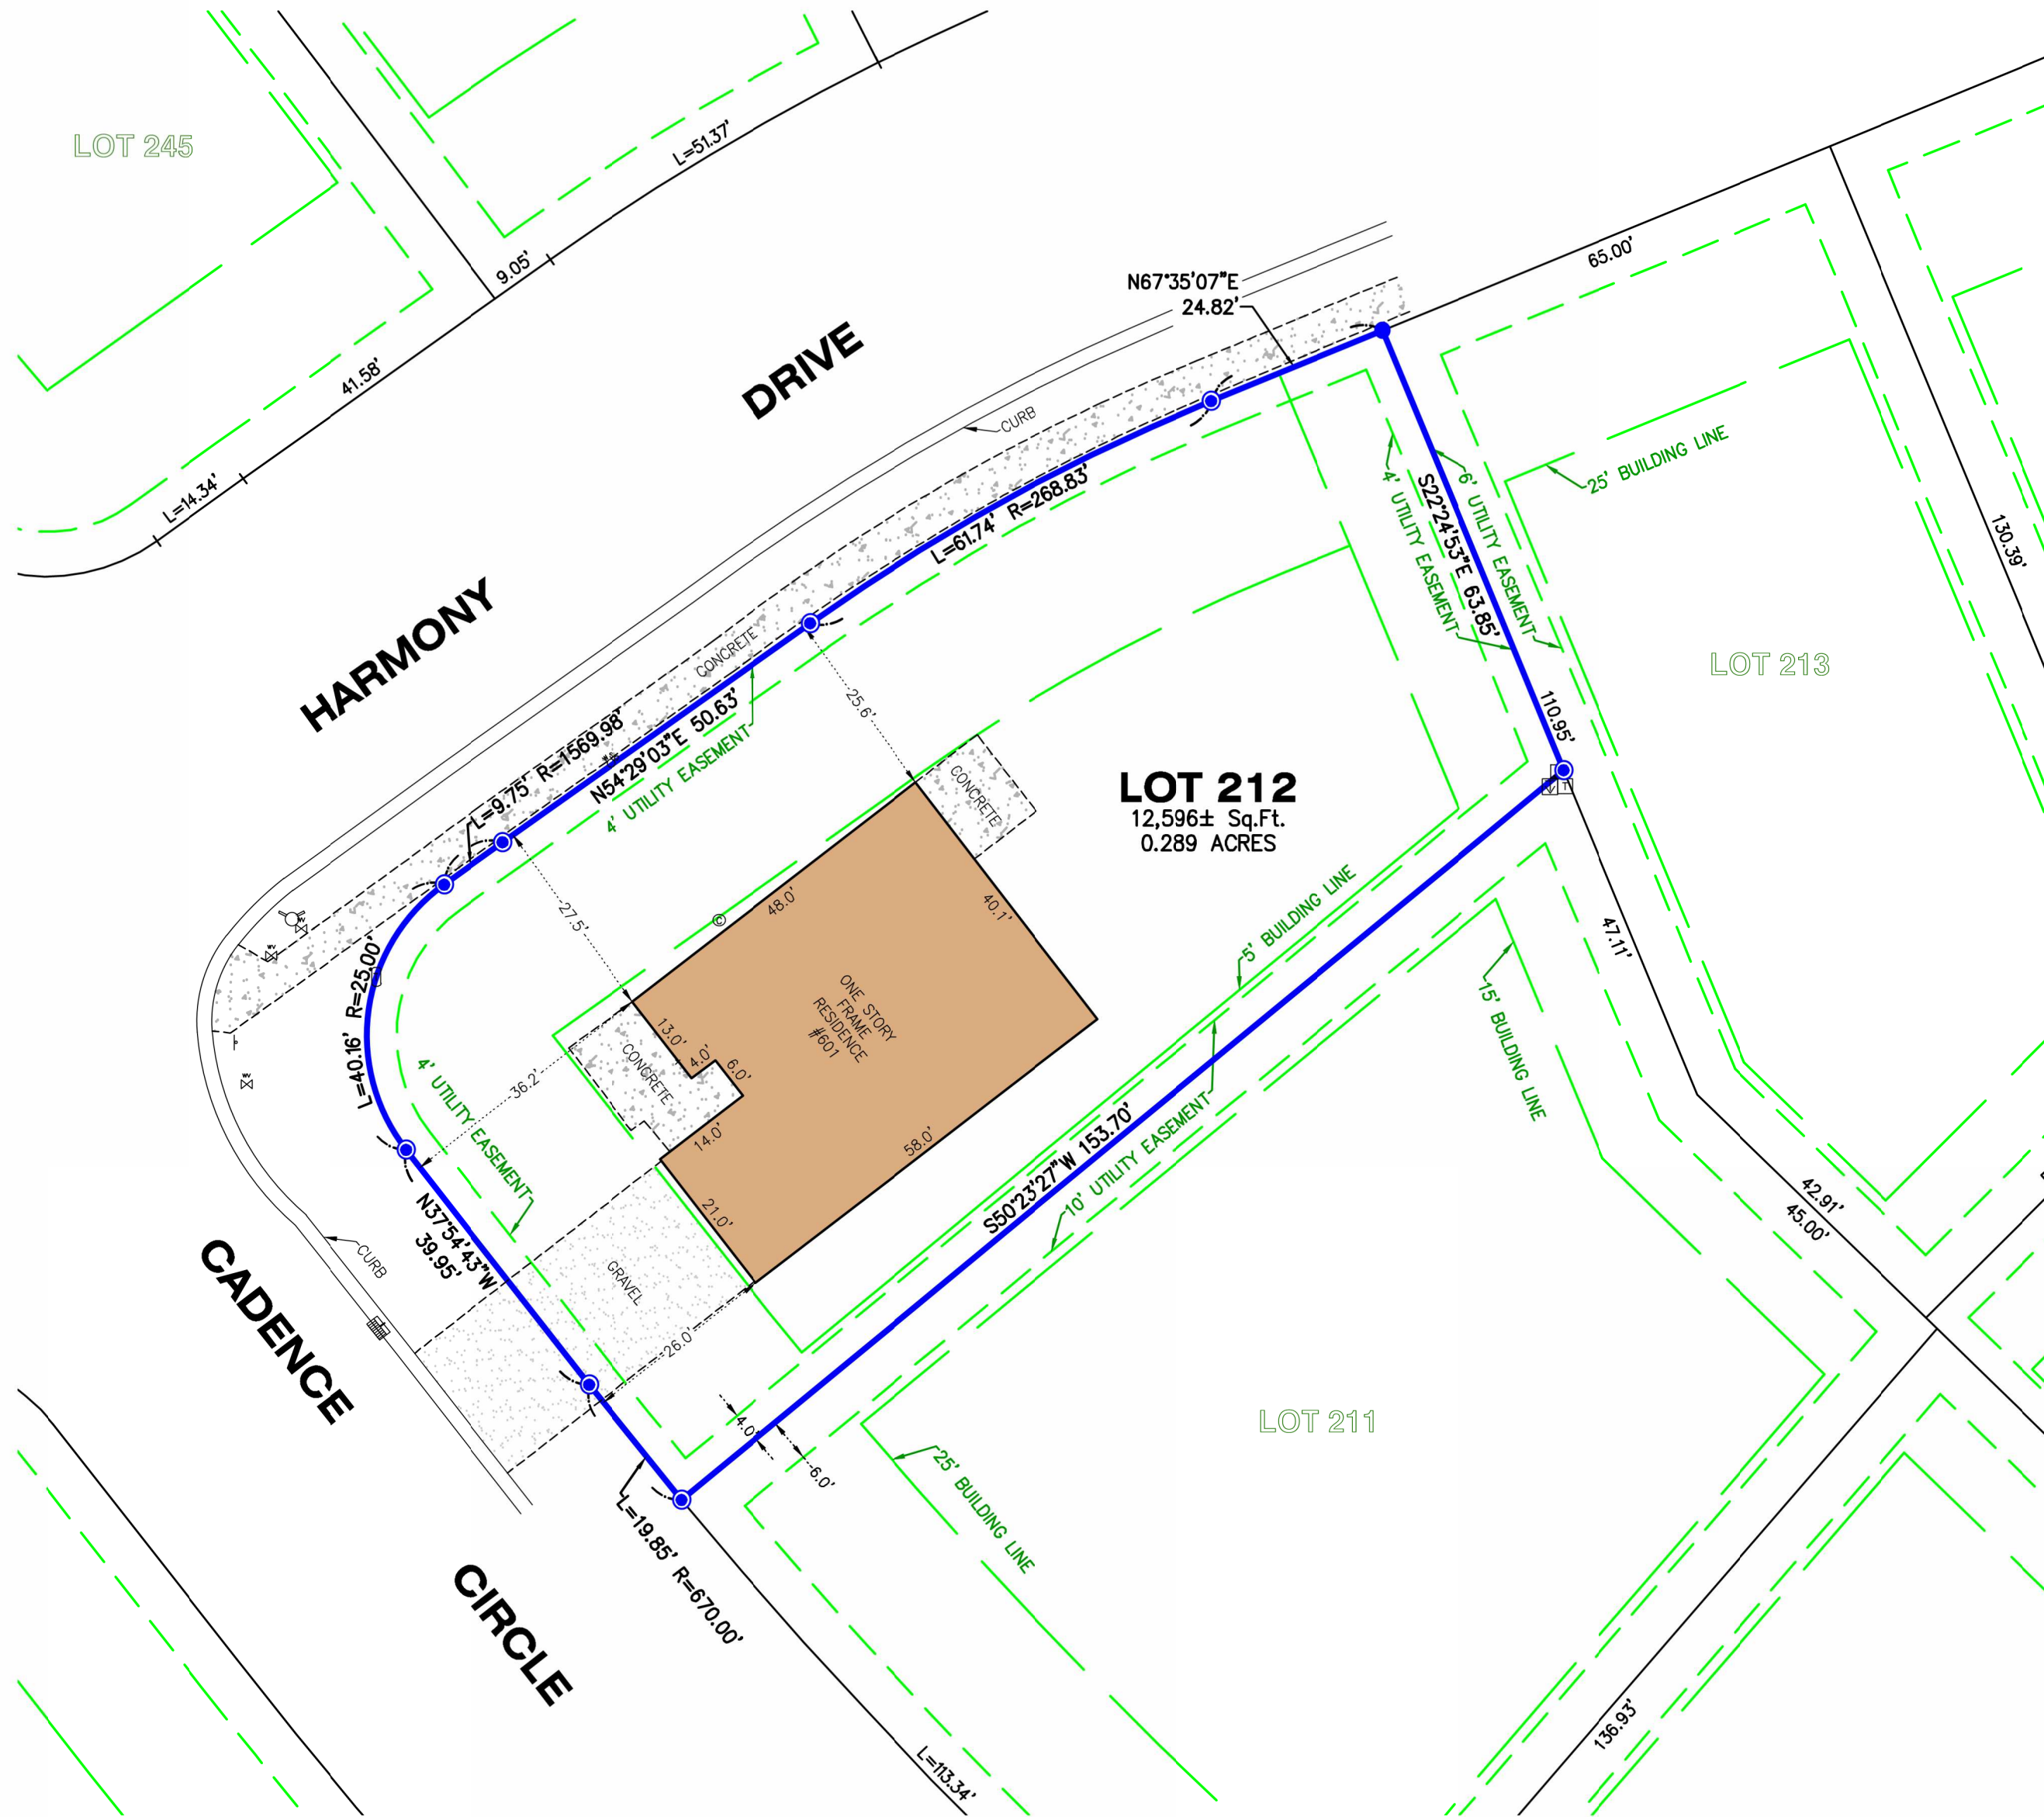 LOT 245
L=51.37'
9.05'
41.58'
L=14.34'
DRIVE
HARMONY
N67°35'07"E
24.82'
65.00'
CURB
25' BUILDING LINE
130.39'
4' UTILITY EASEMENT
S22°24'53"E 63.85'
6' UTILITY EASEMENT
L=61.74' R=268.83'
LOT 213
CONCRETE
25.6'
110.95'
L=9.75' R=1569.98'
N54°29'03"E 50.63'
4' UTILITY EASEMENT
CONCRETE
LOT 212
12,596± Sq.Ft.
0.289 ACRES
WV
WV
27.5'
©
48.0'
40.1'
5' BUILDING LINE
47.11'
15' BUILDING LINE
T
L=40.16' R=25.00'
ONE STORY
FRAME
RESIDENCE
#601
13.0'
4.0'
6.0'
CONCRETE
36.2'
4' UTILITY EASEMENT
WV
14.0'
58.0'
21.0'
S50°23'27"W 153.70'
10' UTILITY EASEMENT
N37°54'43"W
39.95'
CURB
GRAVEL
26.0'
42.91'
45.00'
CADENCE
4.0'
6.0'
LOT 211
25' BUILDING LINE
L=19.85' R=670.00'
CIRCLE
L=113.34'
136.93'